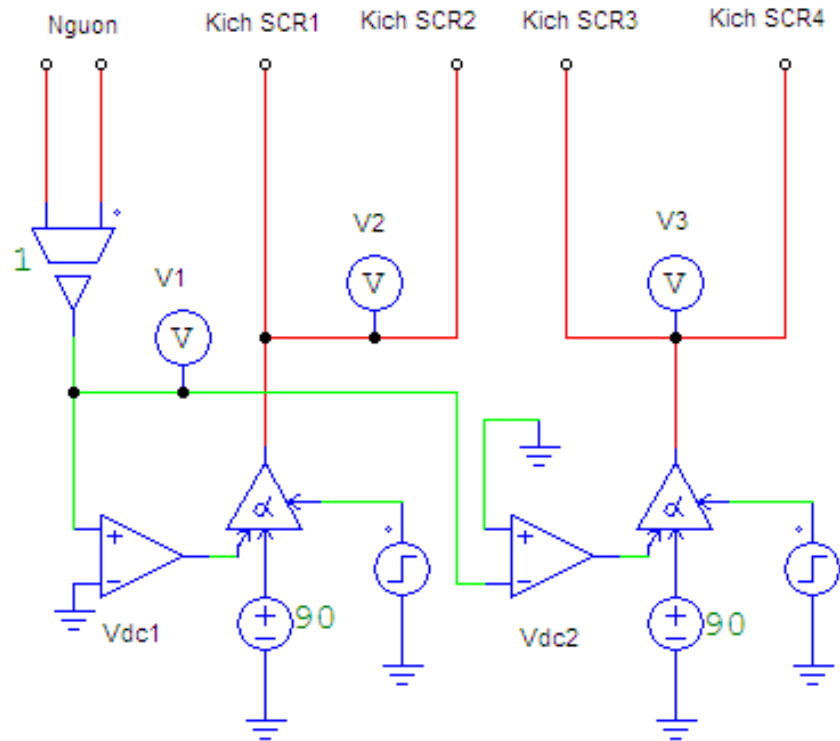 Nguon
Kich SCR1
Kich SCR2
Kich SCR3
Kich SCR4
1
V1
V
V2
V
V3
V
+
-
Vdc1
α
+
-
90
+
-
Vdc2
α
+
-
90